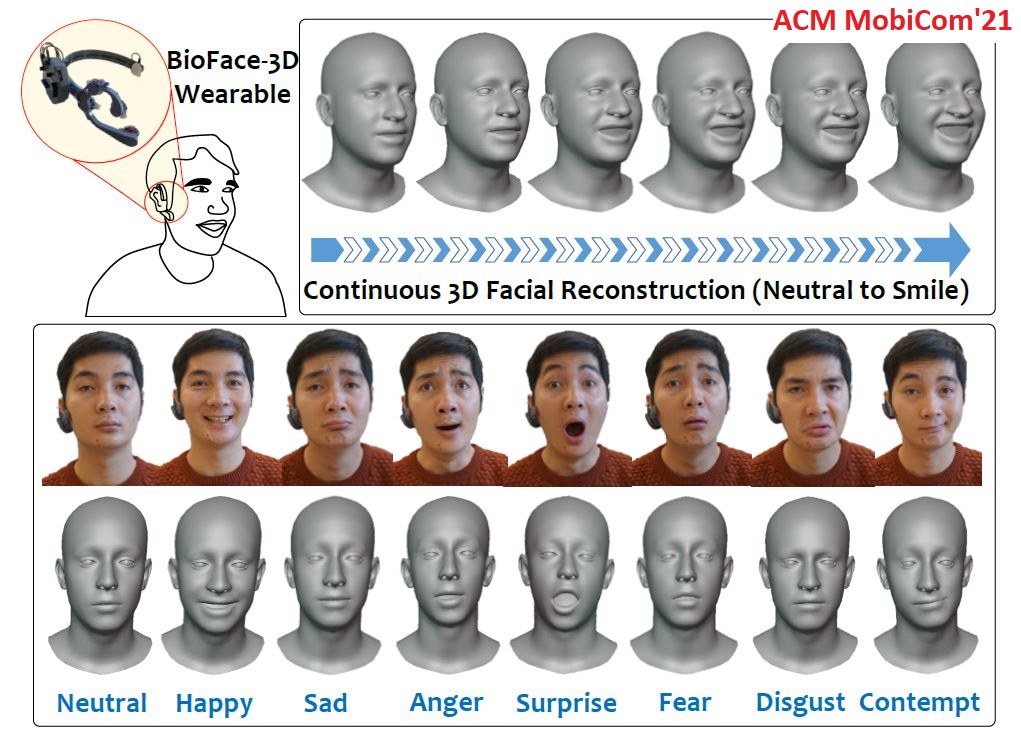 ACM MobiCom'21
BioFace-3D
Wearable
Continuous 3D Facial Reconstruction (Neutral to Smile)
Neutral Happy Sad Anger Surprise Fear Disgust Contempt